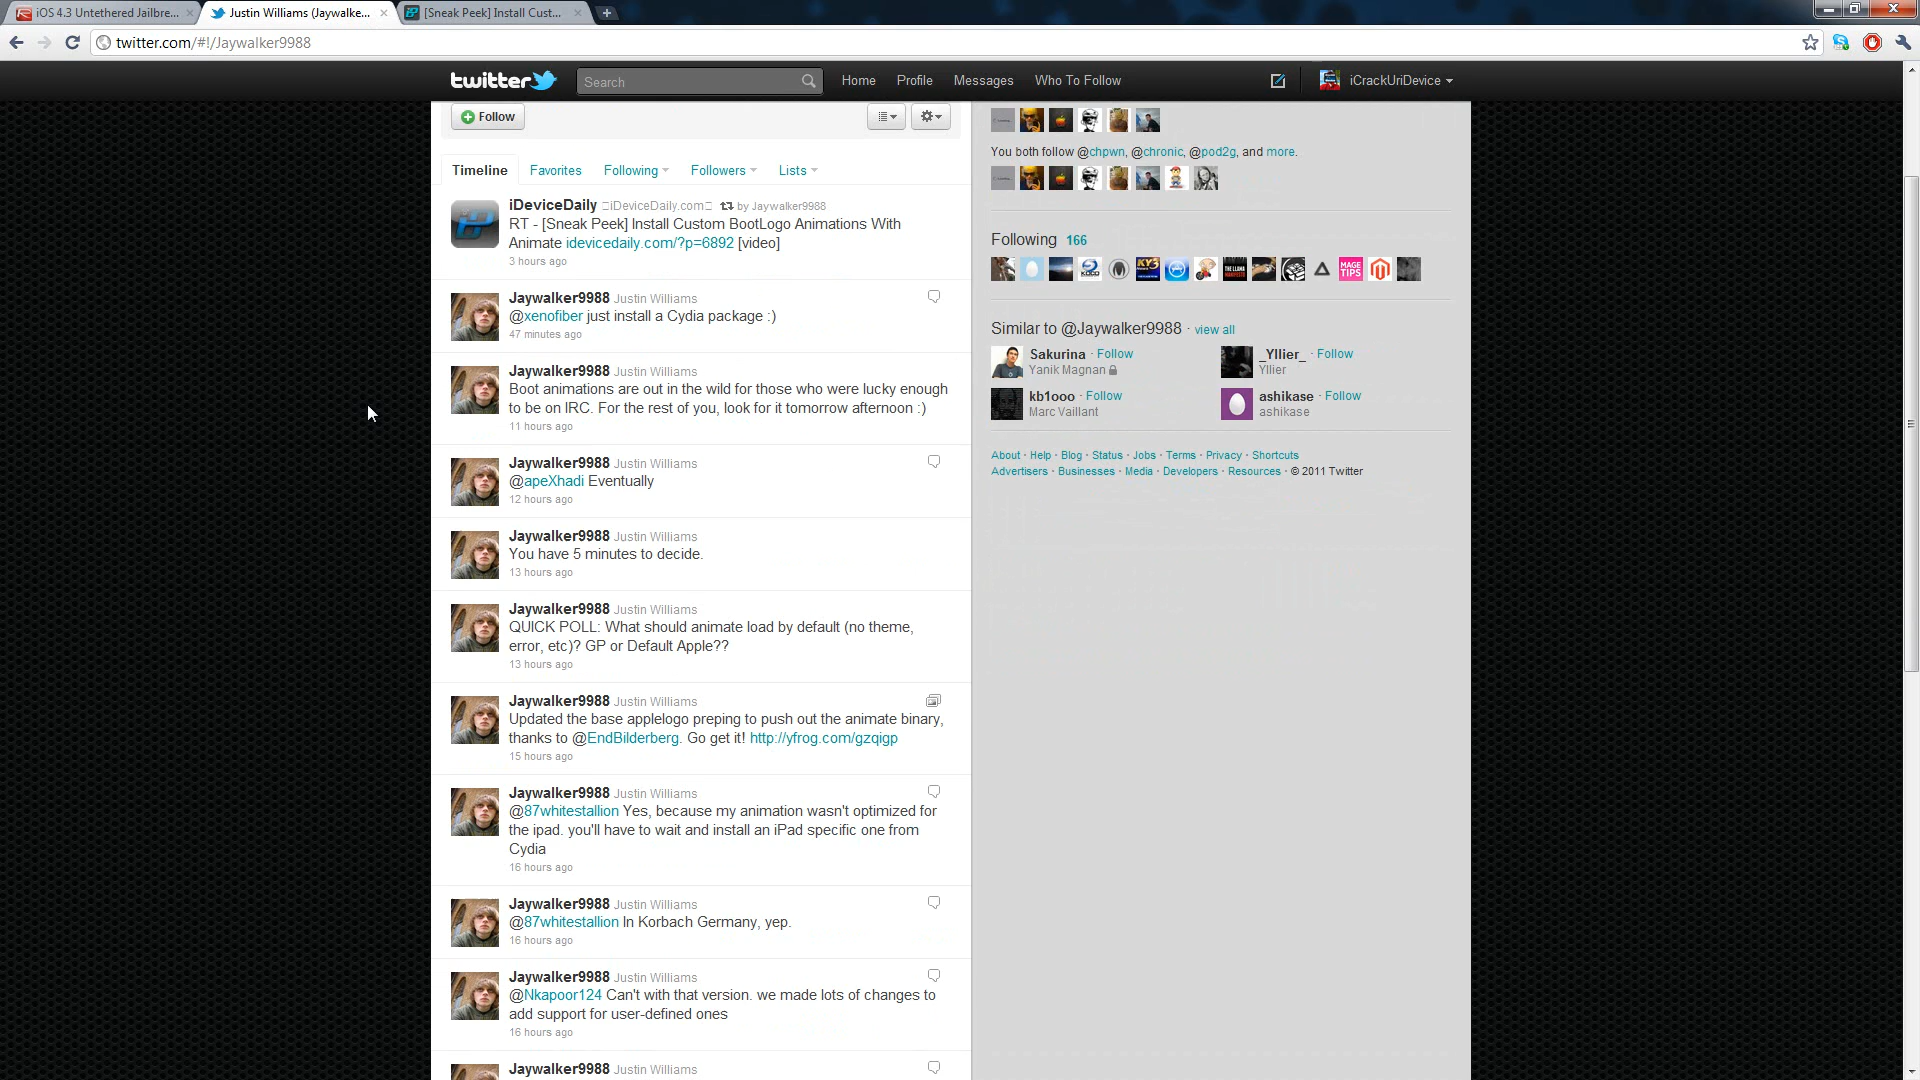 iOS 4.3 Untethered Jailbre...
Justin Williams (Jaywalke...
[Sneak Peek] Install Cust...
twitter.com/#!/Jaywalker9988
twitter
Search
Home
Profile
Messages
Who To Follow
iCrackUriDevice
Follow
Timeline
Favorites
Following
Followers
Lists
iDeviceDaily iDeviceDaily.com by Jaywalker9988
RT - [Sneak Peek] Install Custom BootLogo Animations With
Animate idevicedaily.com/?p=6892 [video]
3 hours ago
Jaywalker9988 Justin Williams
@xenofiber just install a Cydia package :)
47 minutes ago
Jaywalker9988 Justin Williams
Boot animations are out in the wild for those who were lucky enough
to be on IRC. For the rest of you, look for it tomorrow afternoon :)
11 hours ago
Jaywalker9988 Justin Williams
@apeXhadi Eventually
12 hours ago
Jaywalker9988 Justin Williams
You have 5 minutes to decide.
13 hours ago
Jaywalker9988 Justin Williams
QUICK POLL: What should animate load by default (no theme,
error, etc)? GP or Default Apple??
13 hours ago
Jaywalker9988 Justin Williams
Updated the base applelogo preping to push out the animate binary,
thanks to @EndBilderberg. Go get it! http://yfrog.com/gzqigp
15 hours ago
Jaywalker9988 Justin Williams
@87whitestallion Yes, because my animation wasn't optimized for
the ipad. you'll have to wait and install an iPad specific one from
Cydia
16 hours ago
Jaywalker9988 Justin Williams
@87whitestallion In Korbach Germany, yep.
16 hours ago
Jaywalker9988 Justin Williams
@Nkapoor124 Can't with that version. we made lots of changes to
add support for user-defined ones
16 hours ago
Jaywalker9988 Justin Williams
You both follow @chpwn, @chronic, @pod2g, and more.
Following 166
KY3
THE LLAMA
MAGE
TIPS
Similar to @Jaywalker9988 · view all
Sakurina · Follow
Yanik Magnan
_Yllier_ · Follow
Yllier
kb1ooo · Follow
Marc Vaillant
ashikase · Follow
ashikase
About · Help · Blog · Status · Jobs · Terms · Privacy · Shortcuts
Advertisers · Businesses · Media · Developers · Resources · © 2011 Twitter